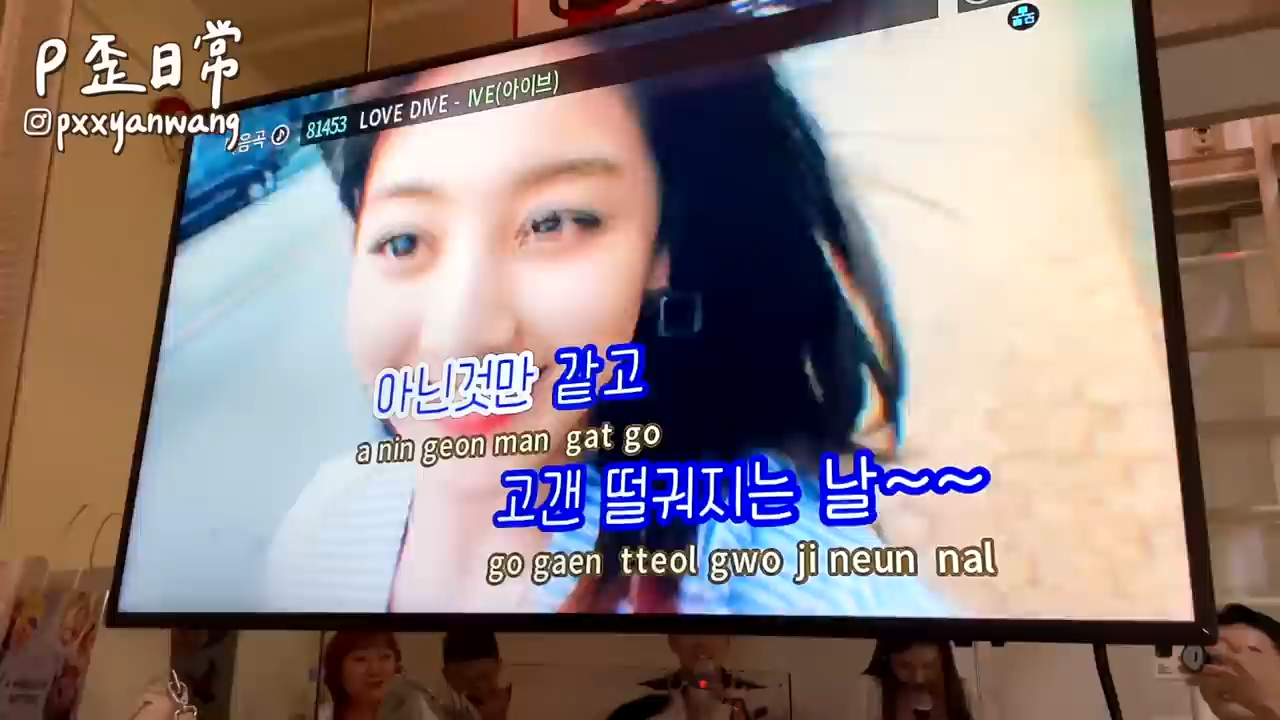 P歪日常
pxxyanwang
음곡 81453 LOVE DIVE - IVE(아이브)
아닌것만 같고
a nin geon man gat go
고갠 떨궈지는 날~~
go gaen tteol gwo ji neun nal